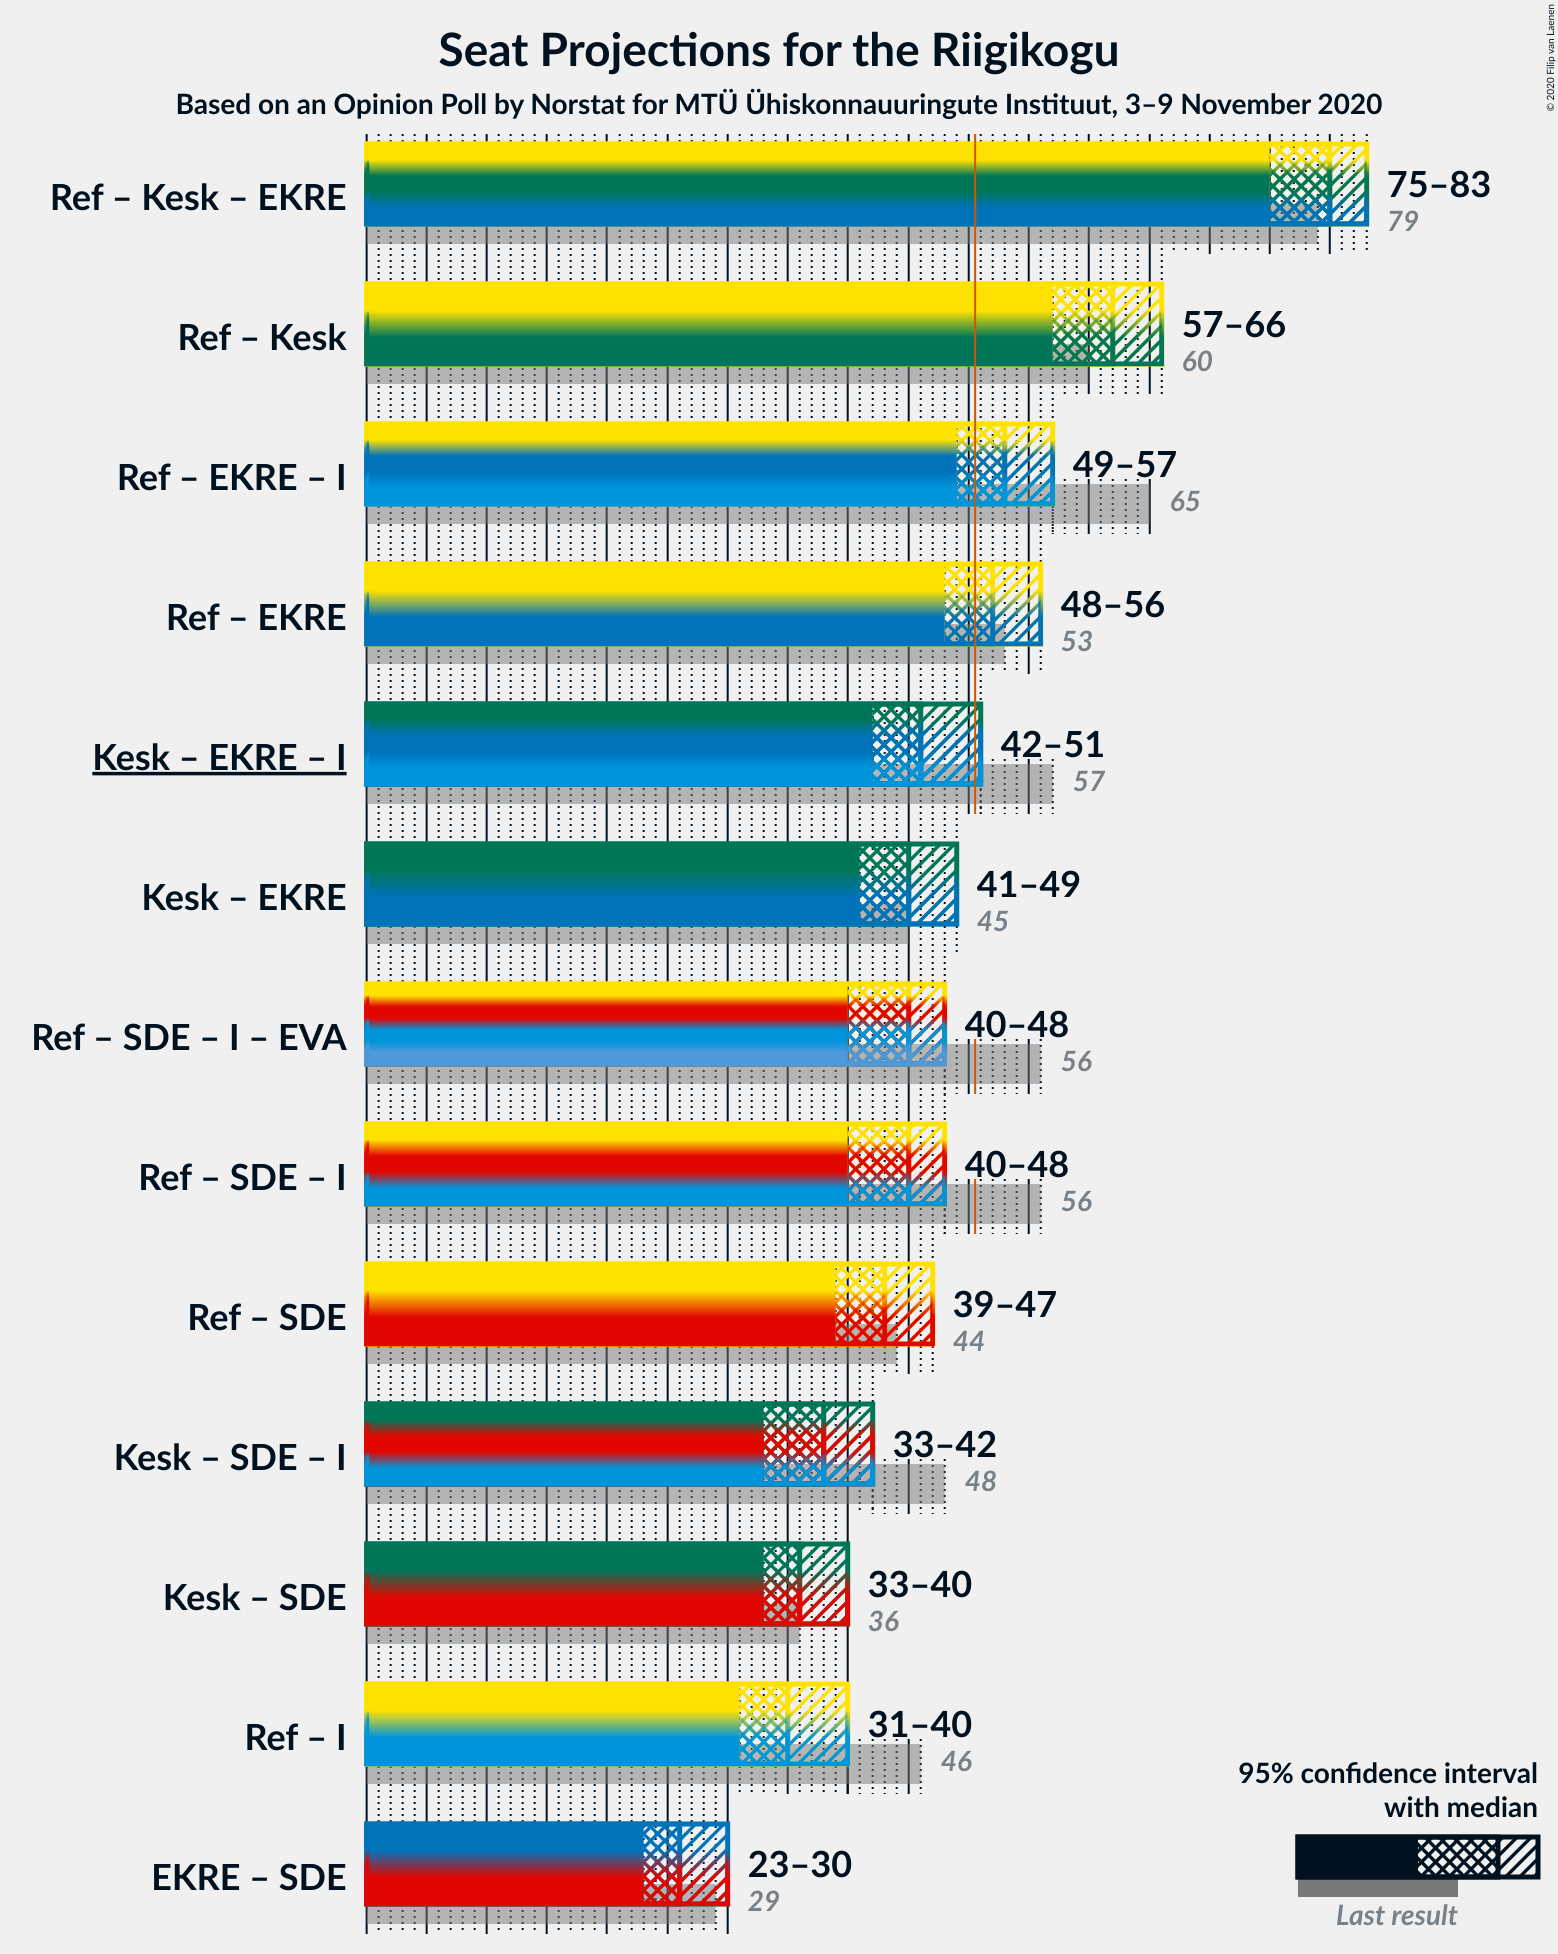 Seat Projections for the Riigikogu
Based on an Opinion Poll by Norstat for MTÜ Ühiskonnauuringute Instituut, 3–9 November 2020
© 2020 Filip van Laenen
Ref – Kesk – EKRE
75–83
79
Ref – Kesk
57–66
60
Ref – EKRE – I
49–57
65
Ref – EKRE
48–56
53
Kesk – EKRE – I
42–51
57
Kesk – EKRE
41–49
45
Ref – SDE – I – EVA
40–48
56
Ref – SDE – I
40–48
56
Ref – SDE
39–47
44
Kesk – SDE – I
33–42
48
Kesk – SDE
33–40
36
Ref – I
31–40
46
EKRE – SDE
23–30
29
95% confidence interval
with median
Last result